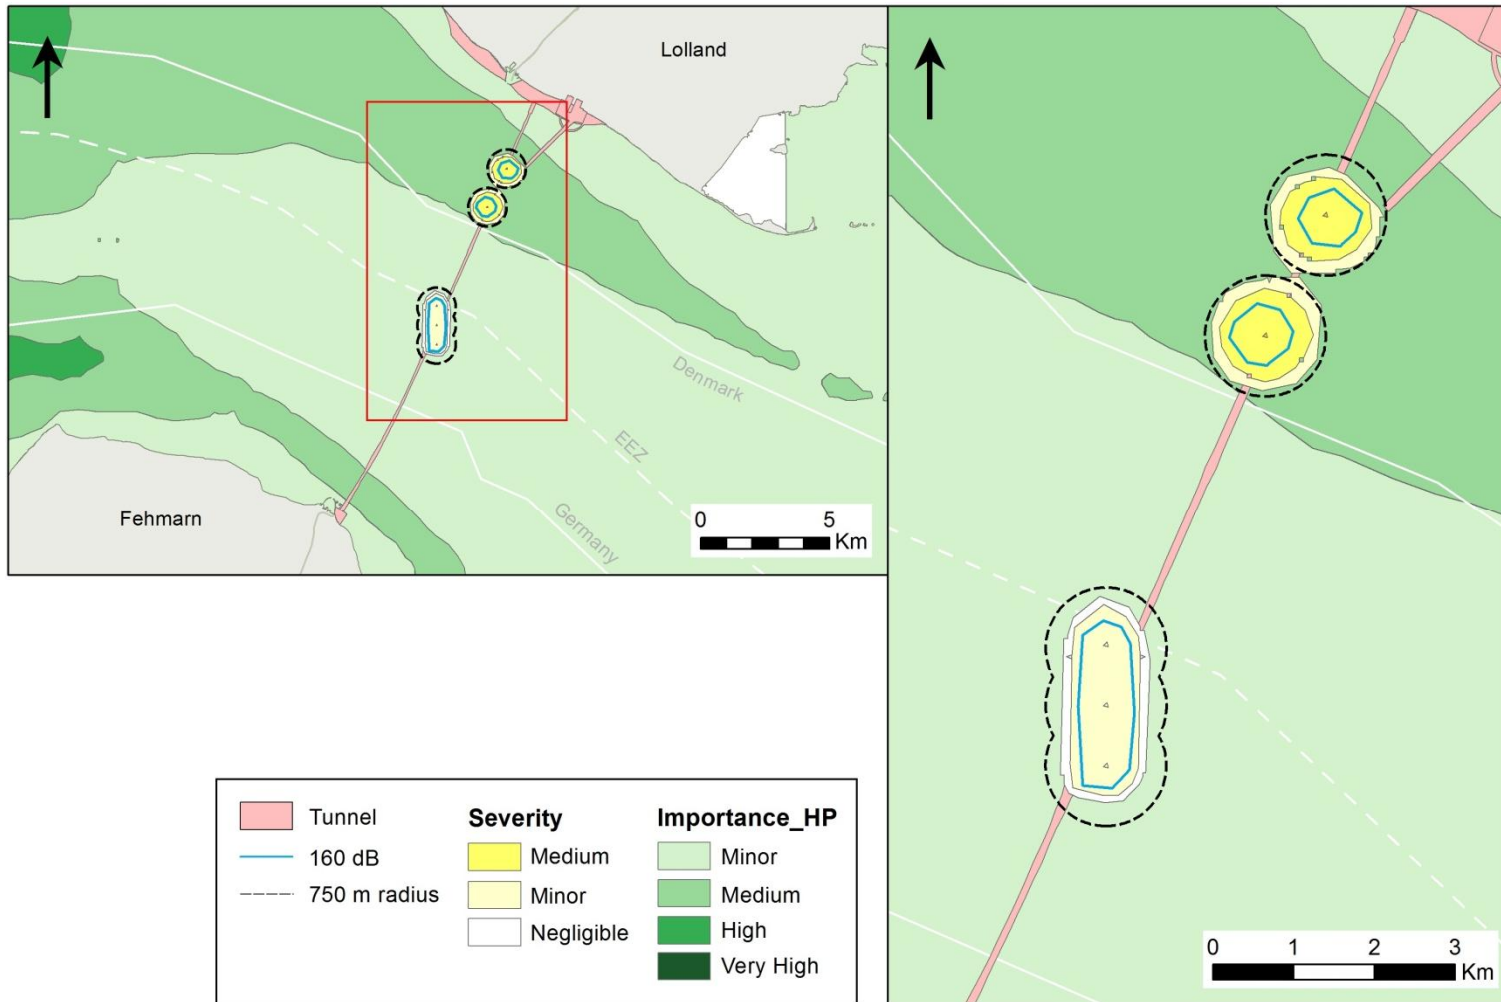 Lolland
Denmark
EEZ
Germany
Fehmarn
0 5
Km
Tunnel
160 dB
750 m radius
Severity
Medium
Minor
Negligible
Importance_HP
Minor
Medium
High
Very High
0 1 2 3
Km